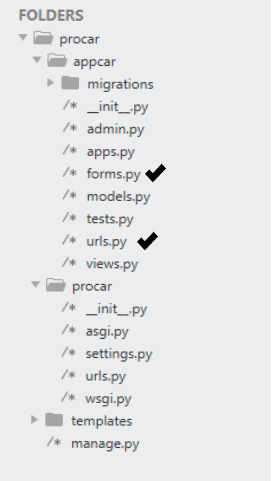 FOLDERS
procar
appcar
migrations
/* __init__.py
/* admin.py
/* apps.py
/* forms.py
/* models.py
/* tests.py
/* urls.py
/* views.py
procar
/* __init__.py
/* asgi.py
/* settings.py
/* urls.py
/* wsgi.py
templates
/* manage.py